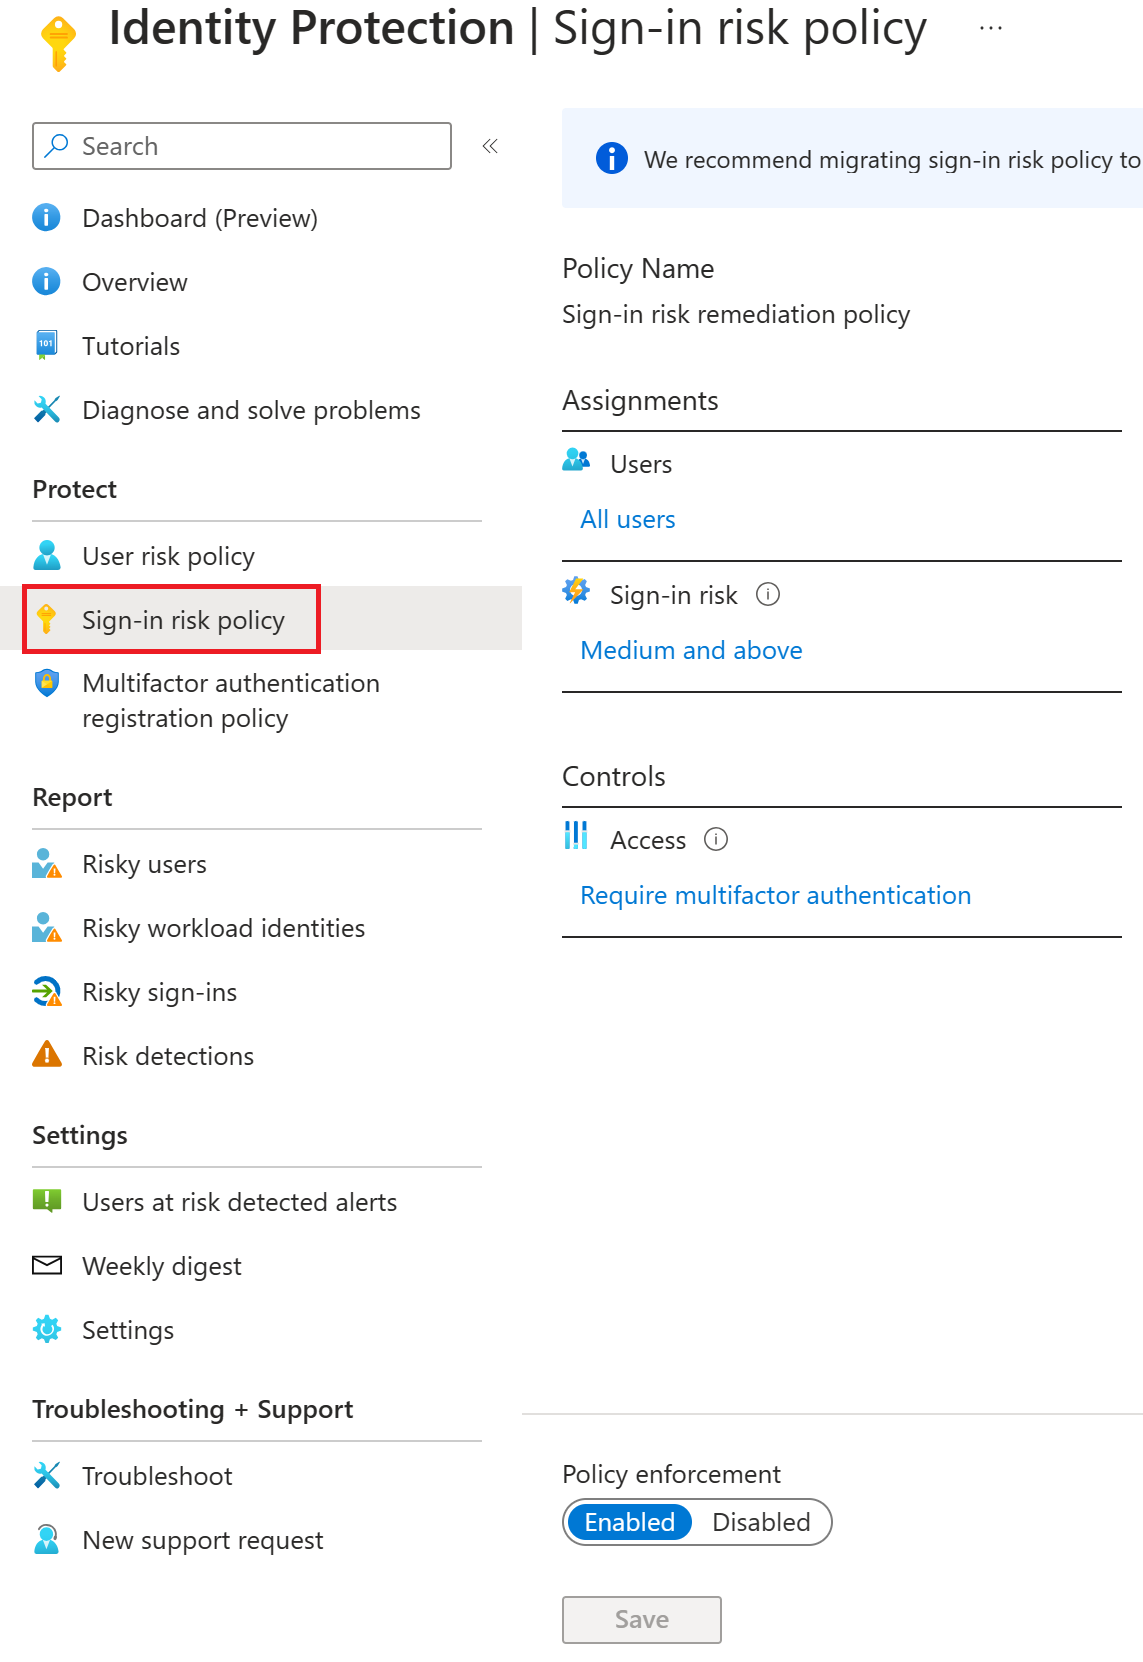 Identity Protection | Sign-in risk policy ...
Search
Dashboard (Preview)
Overview
101
Tutorials
Diagnose and solve problems
Protect
User risk policy
Sign-in risk policy
Multifactor authentication
registration policy
Report
Risky users
Risky workload identities
Risky sign-ins
Risk detections
Settings
Users at risk detected alerts
Weekly digest
Settings
Troubleshooting + Support
Troubleshoot
New support request
We recommend migrating sign-in risk policy to
Policy Name
Sign-in risk remediation policy
Assignments
Users
All users
Sign-in risk
Medium and above
Controls
Access
Require multifactor authentication
Policy enforcement
Enabled Disabled
Save